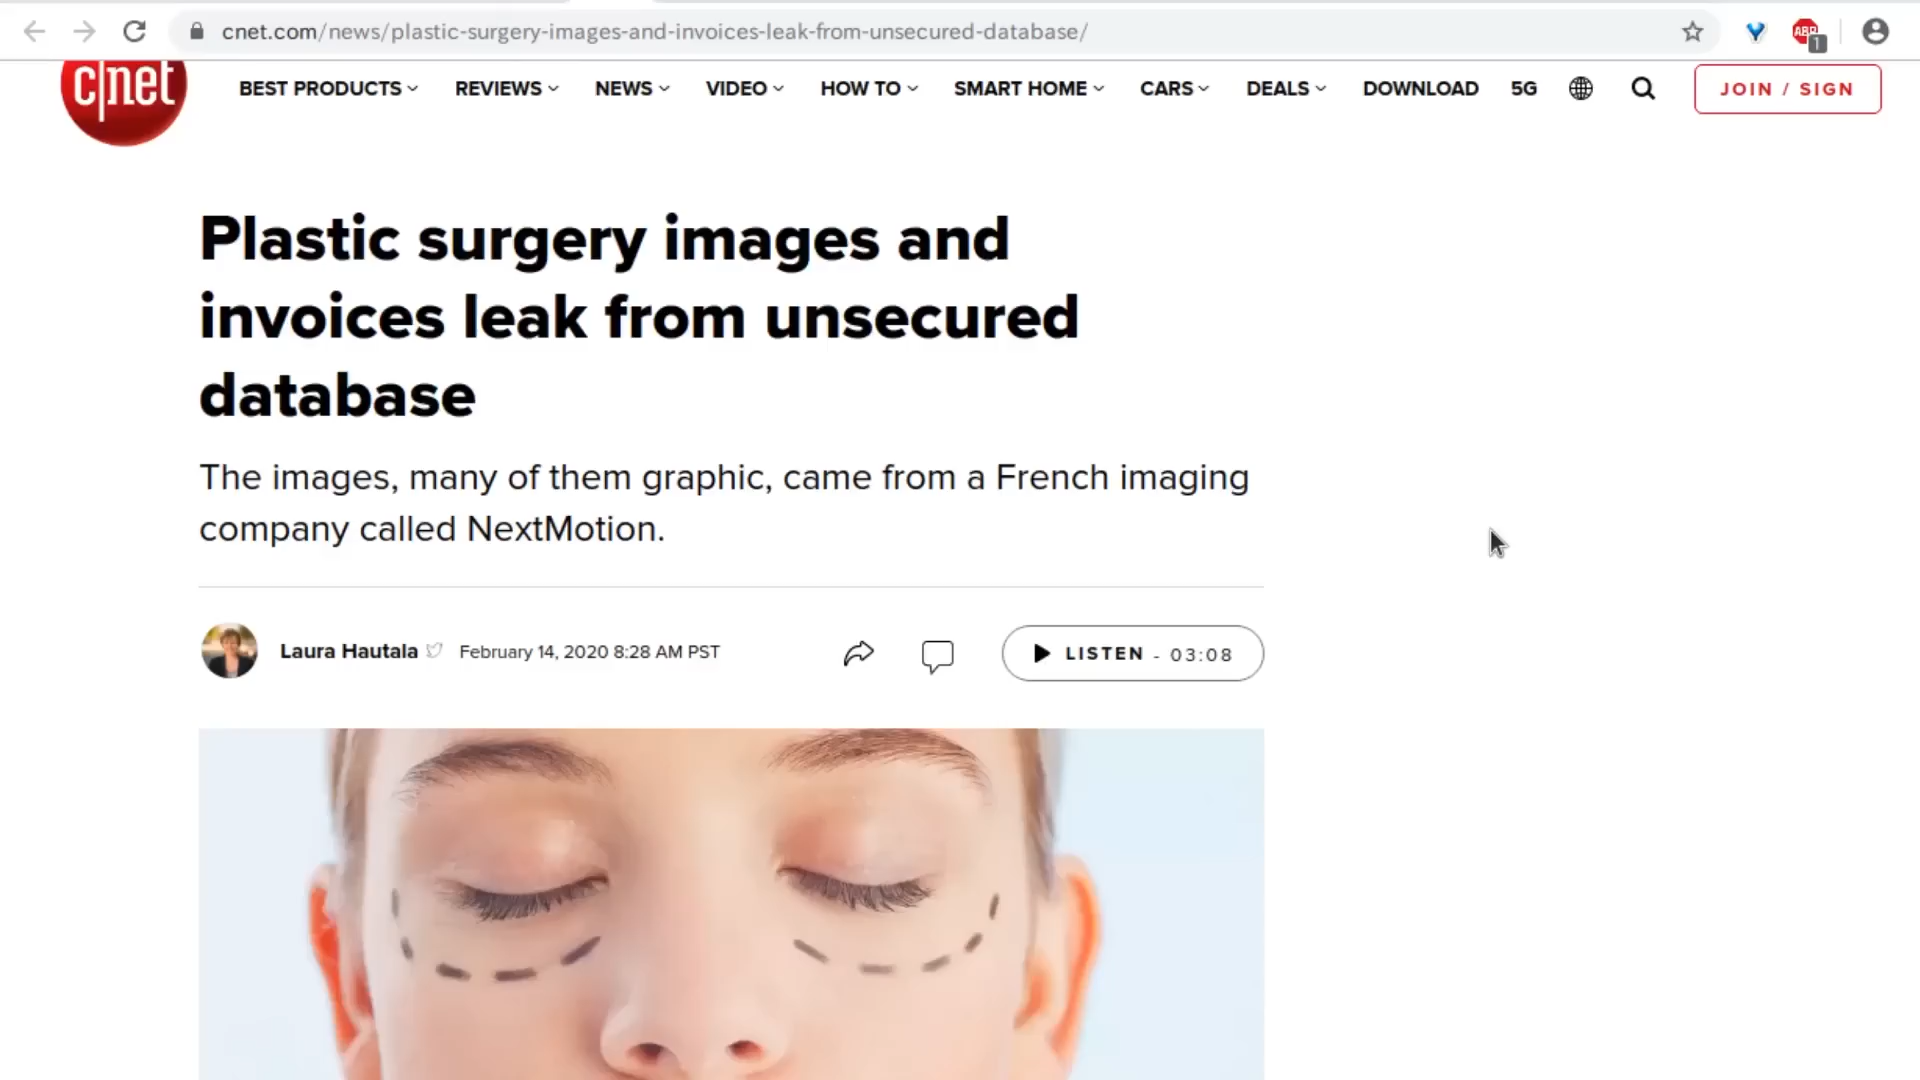 cnet.com/news/plastic-surgery-images-and-invoices-leak-from-unsecured-database/
ABP
1
c|net
BEST PRODUCTS REVIEWS NEWS VIDEO HOW TO SMART HOME CARS DEALS DOWNLOAD 5G JOIN / SIGN
Plastic surgery images and
invoices leak from unsecured
database
The images, many of them graphic, came from a French imaging
company called NextMotion.
Laura Hautala February 14, 2020 8:28 AM PST LISTEN - 03:08